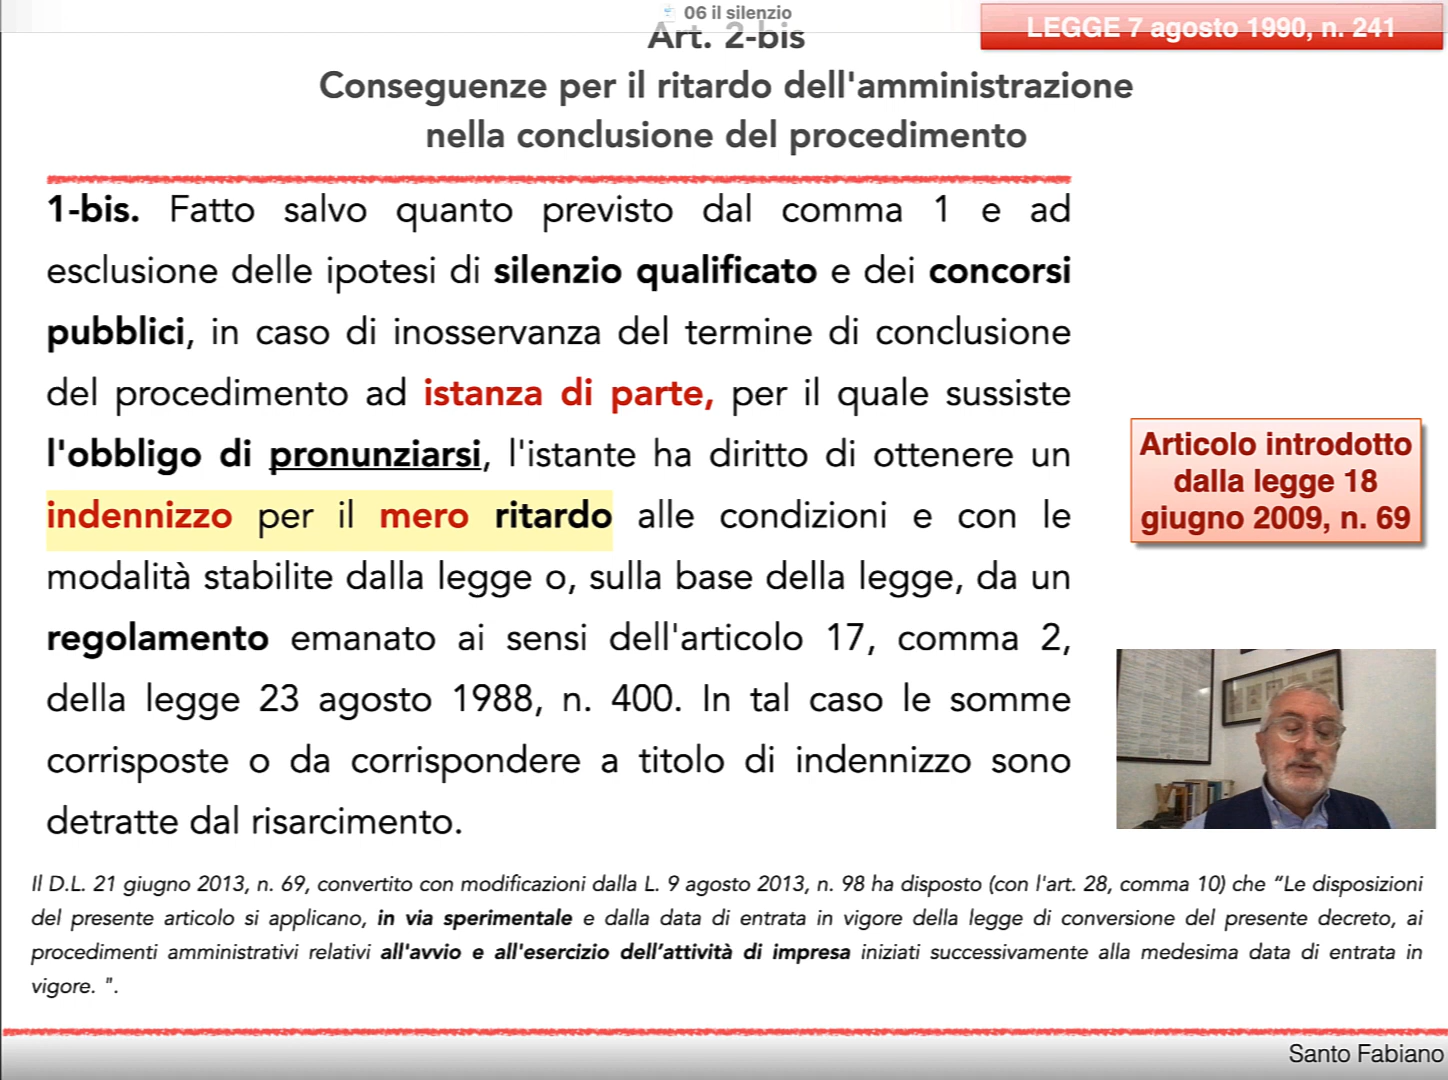 06 il silenzio
LEGGE 7 agosto 1990, n. 241
Art. 2-bis
Conseguenze per il ritardo dell'amministrazione
nella conclusione del procedimento
1-bis. Fatto salvo quanto previsto dal comma 1 e ad
esclusione delle ipotesi di silenzio qualificato e dei concorsi
pubblici, in caso di inosservanza del termine di conclusione
del procedimento ad istanza di parte, per il quale sussiste
l'obbligo di pronunziarsi, l'istante ha diritto di ottenere un
indennizzo per il mero ritardo alle condizioni e con le
modalità stabilite dalla legge o, sulla base della legge, da un
regolamento emanato ai sensi dell'articolo 17, comma 2,
della legge 23 agosto 1988, n. 400. In tal caso le somme
corrisposte o da corrispondere a titolo di indennizzo sono
detratte dal risarcimento.
Articolo introdotto
dalla legge 18
giugno 2009, n. 69
Il D.L. 21 giugno 2013, n. 69, convertito con modificazioni dalla L. 9 agosto 2013, n. 98 ha disposto (con l'art. 28, comma 10) che “Le disposizioni
del presente articolo si applicano, in via sperimentale e dalla data di entrata in vigore della legge di conversione del presente decreto, ai
procedimenti amministrativi relativi all'avvio e all'esercizio dell’attività di impresa iniziati successivamente alla medesima data di entrata in
vigore. ".
Santo Fabiano